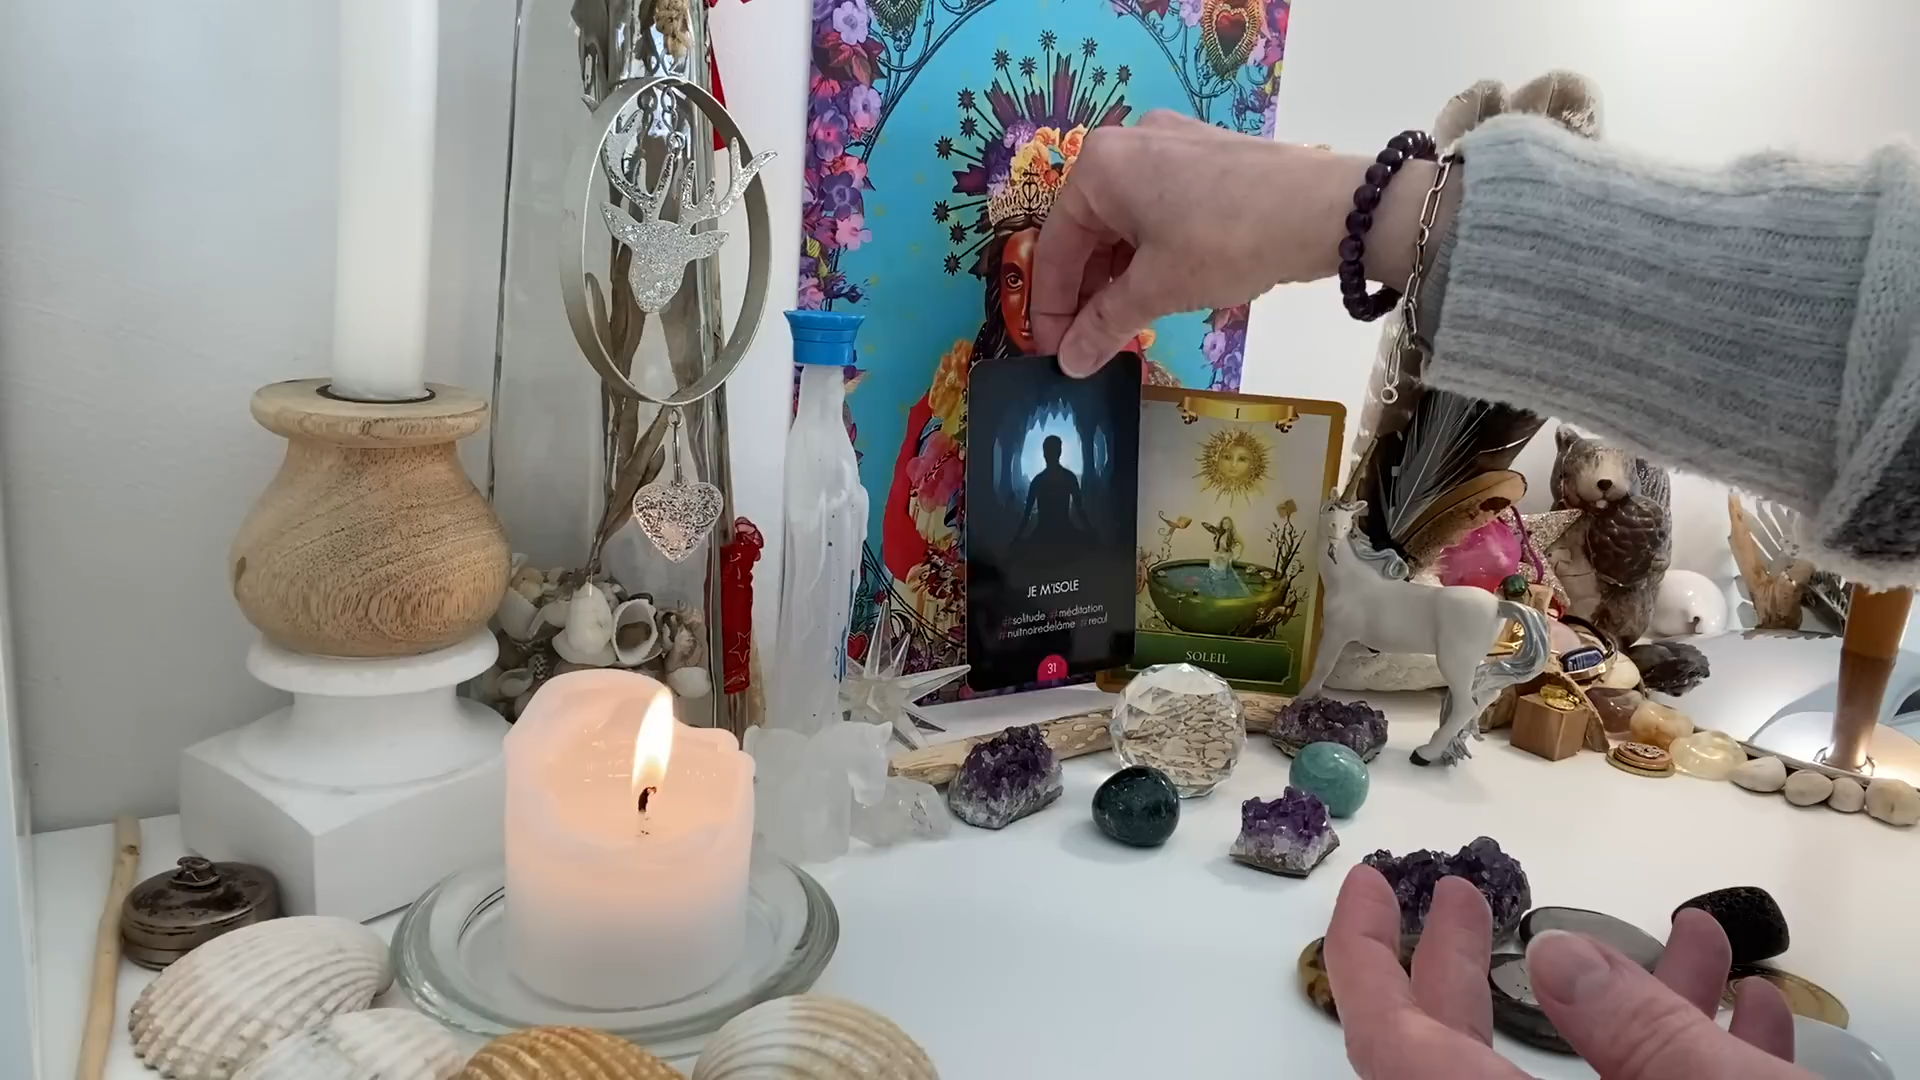 JE M'ISOLE
#solitude #méditation
#nuitnoiredelâme #recul
31
I
SOLEIL